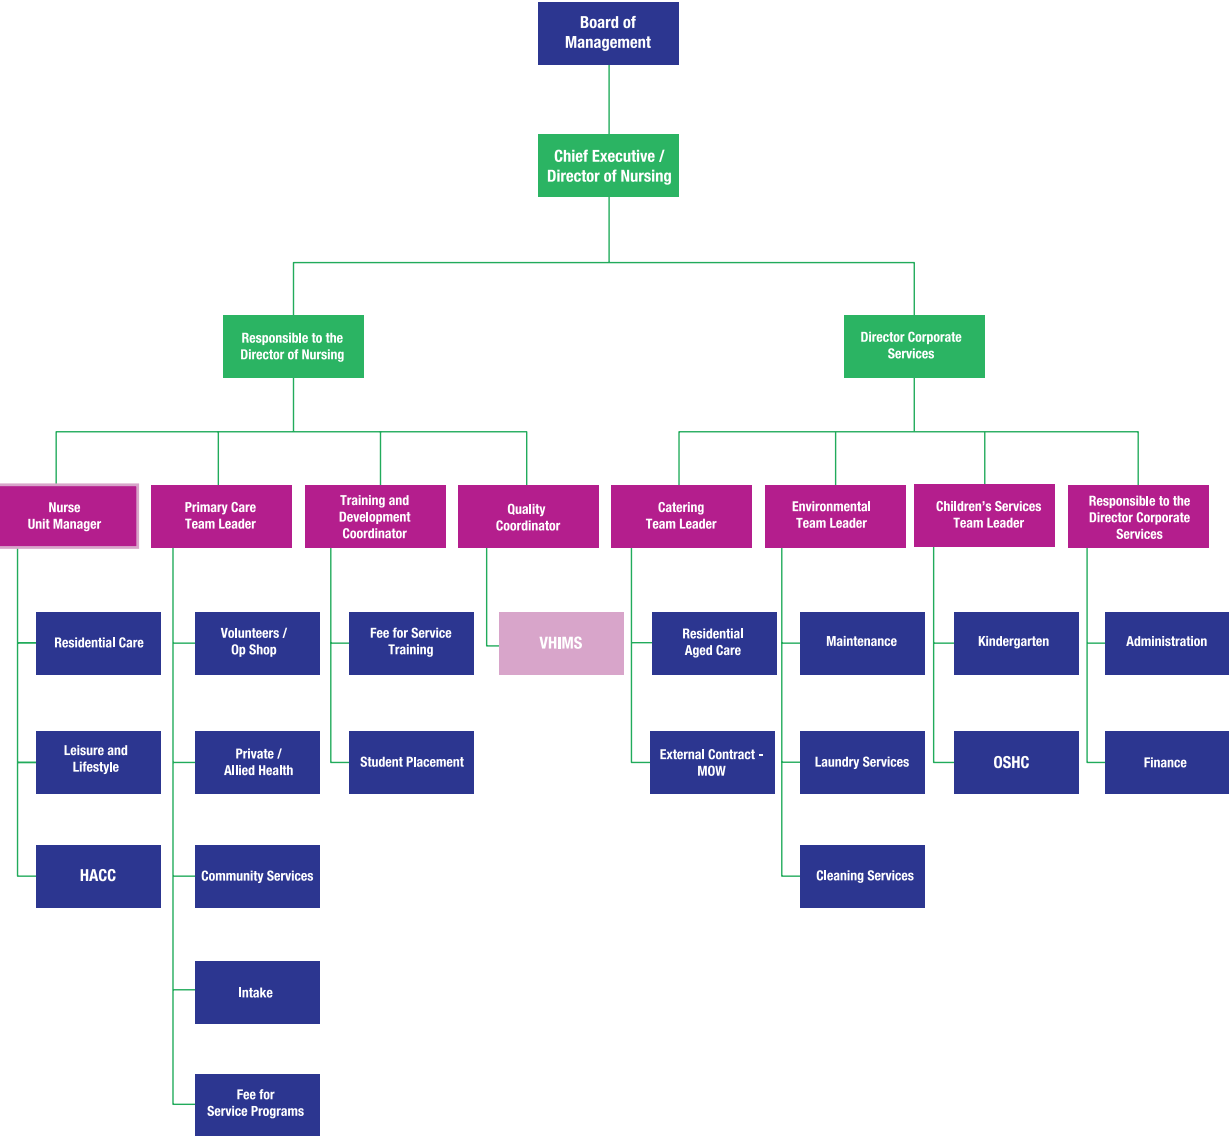 Board of
Management
Chief Executive /
Director of Nursing
Responsible to the
Director of Nursing
Director Corporate
Services
Nurse
Unit Manager
Primary Care
Team Leader
Training and
Development
Coordinator
Quality
Coordinator
Catering
Team Leader
Environmental
Team Leader
Children's Services
Team Leader
Responsible to the
Director Corporate
Services
Residential Care
Volunteers /
Op Shop
Fee for Service
Training
VHIMS
Residential
Aged Care
Maintenance
Kindergarten
Administration
Leisure and
Lifestyle
Private /
Allied Health
Student Placement
External Contract -
MOW
Laundry Services
OSHC
Finance
HACC
Community Services
Cleaning Services
Intake
Fee for
Service Programs